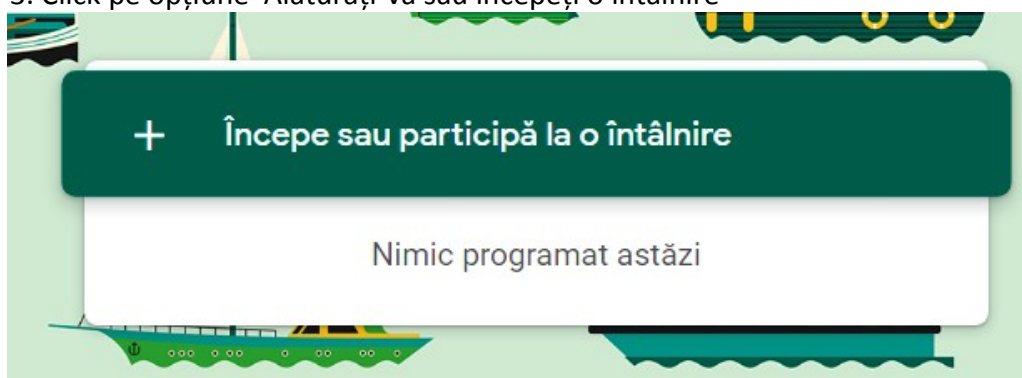 3. Click pe opțiune "Alăturați-vă sau începeți o întâlnire"
+ Începe sau participă la o întâlnire
Nimic programat astăzi